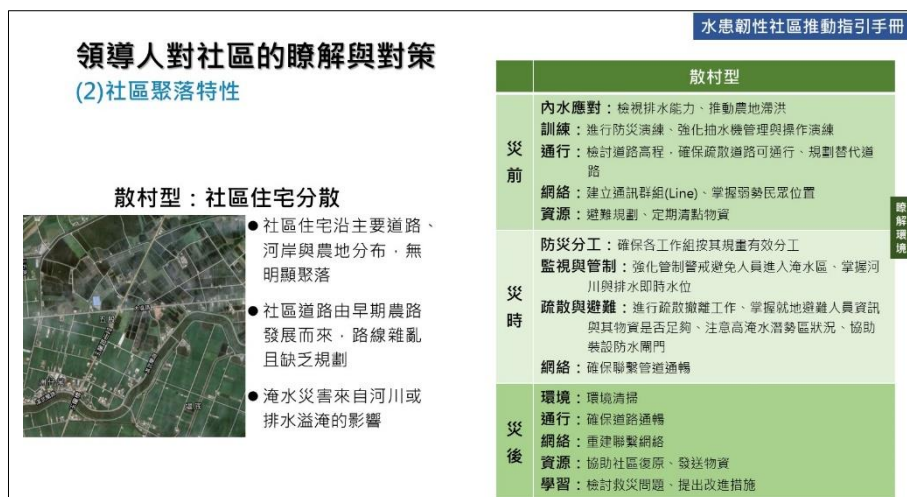 水患韌性社區推動指引手冊
領導人對社區的瞭解與對策
(2)社區聚落特性
散村型：社區住宅分散
●社區住宅沿主要道路、
河岸與農地分布，無
明顯聚落
●社區道路由早期農路
發展而來，路線雜亂
且缺乏規劃
●淹水災害來自河川或
排水溢淹的影響
散村型
災前
內水應對：檢視排水能力、推動農地滯洪
訓練：進行防災演練、強化抽水機管理與操作演練
通行：檢討道路高程，確保疏散道路可通行、規劃替代道
路
網絡：建立通訊群組(Line)、掌握弱勢民眾位置
資源：避難規劃、定期清點物資
災時
防災分工：確保各工作組按其規畫有效分工
監視與管制：強化管制警戒避免人員進入淹水區、掌握河
川與排水即時水位
疏散與避難：進行疏散撤離工作、掌握就地避難人員資訊
與其物資是否足夠、注意高淹水潛勢區狀況、協助
裝設防水閘門
網絡：確保聯繫管道通暢
災後
環境：環境清掃
通行：確保道路通暢
網絡：重建聯繫網絡
資源：協助社區復原、發送物資
學習：檢討救災問題、提出改進措施
瞭解環境